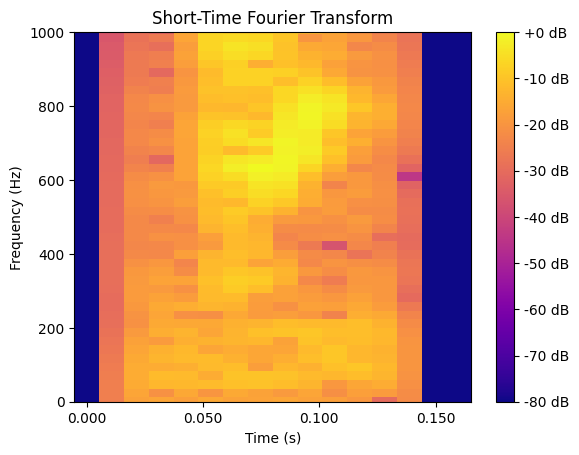 Short-Time Fourier Transform
Frequency (Hz)
1000
800
600
400
200
0
0.000
0.050
0.100
0.150
Time (s)
+0 dB
-10 dB
-20 dB
-30 dB
-40 dB
-50 dB
-60 dB
-70 dB
-80 dB